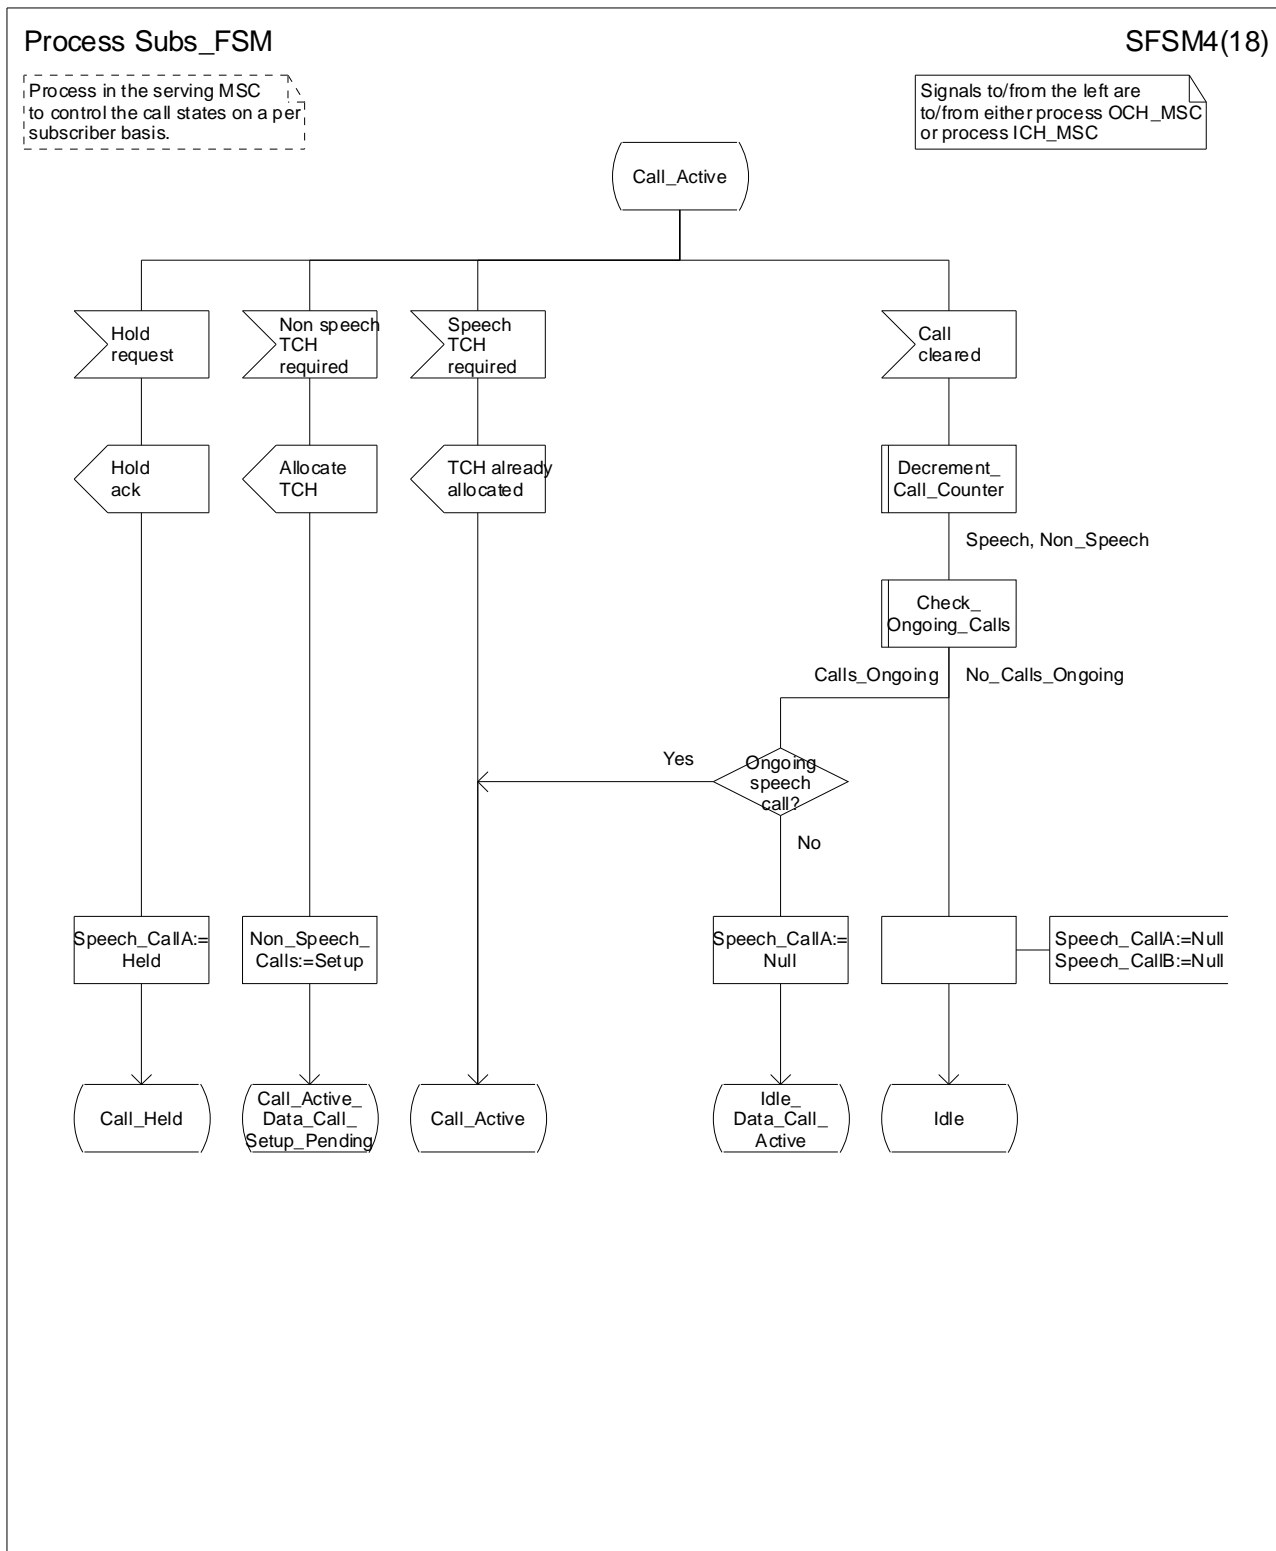 Process Subs_FSM
SFSM4(18)
Process in the serving MSC
to control the call states on a per
subscriber basis.
Signals to/from the left are
to/from either process OCH_MSC
or process ICH_MSC
Call_Active
Hold
request
Non speech
TCH
required
Speech
TCH
required
Call
cleared
Hold
ack
Allocate
TCH
TCH already
allocated
Decrement_
Call_Counter
Speech, Non_Speech
Check_
Ongoing_Calls
Calls_Ongoing
No_Calls_Ongoing
Yes
Ongoing
speech
call?
No
Speech_CallA:=
Held
Non_Speech_
Calls:=Setup
Speech_CallA:=
Null
Speech_CallA:=Null
Speech_CallB:=Null
Call_Held
Call_Active_
Data_Call_
Setup_Pending
Call_Active
Idle_
Data_Call_
Active
Idle